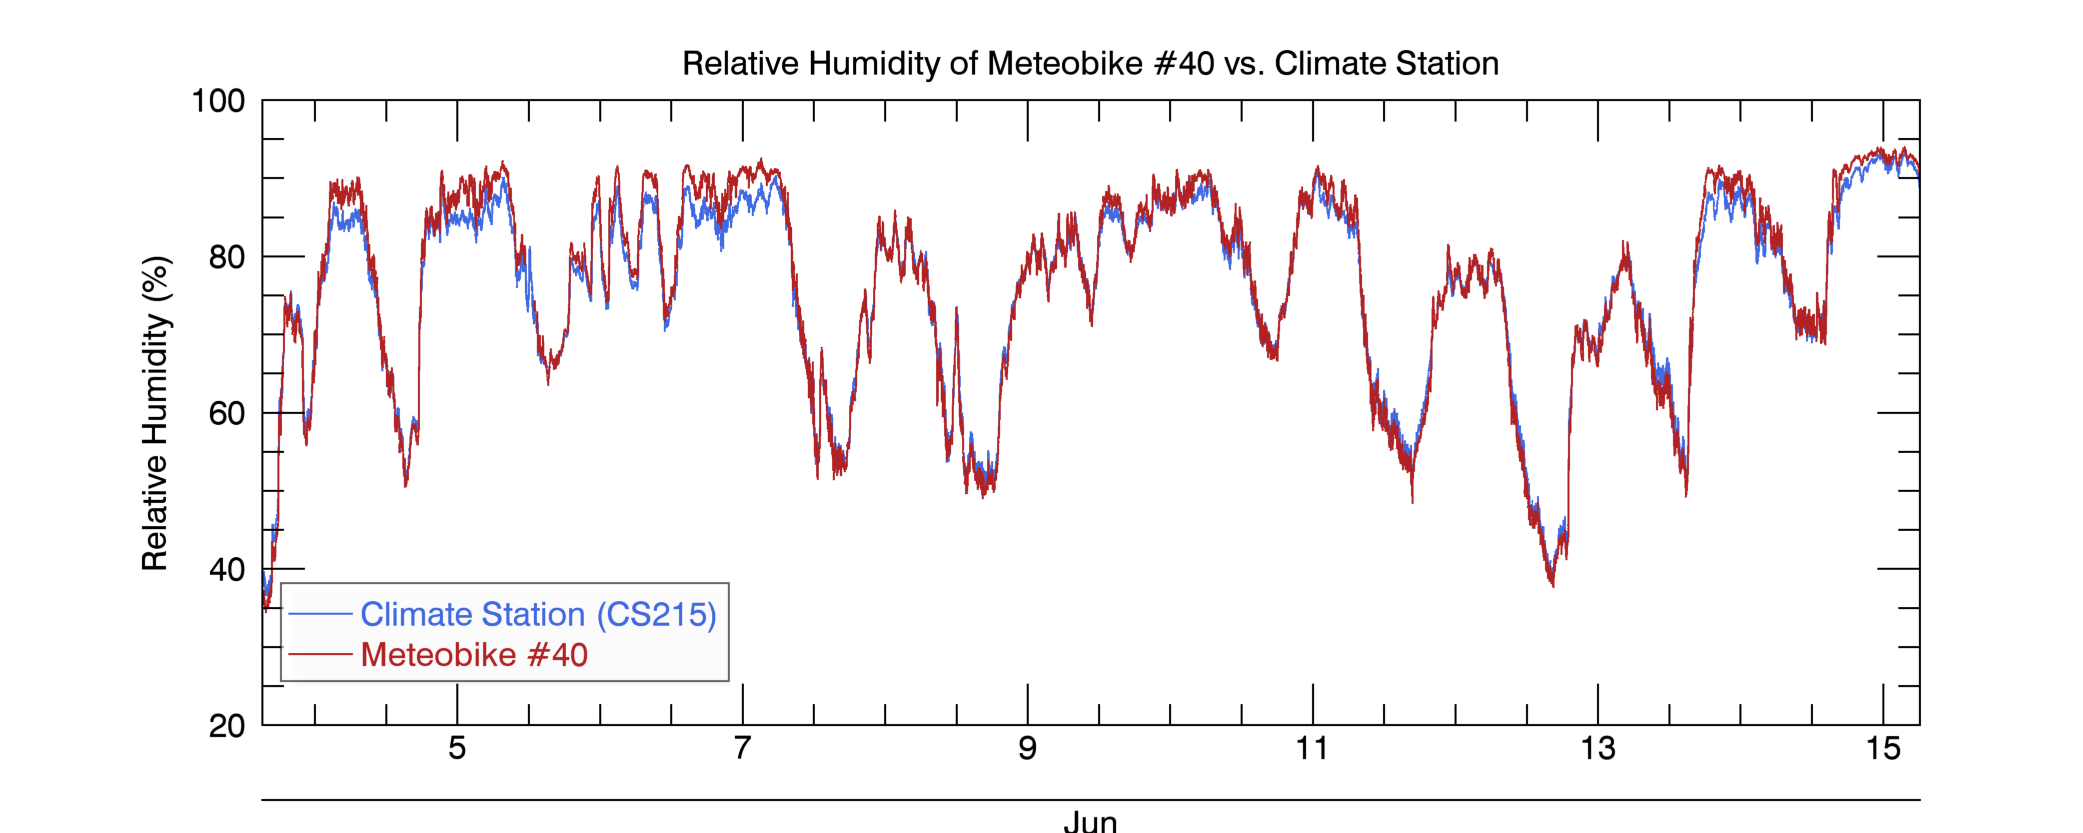 Relative Humidity of Meteobike #40 vs. Climate Station
100
80
60
40
20
Relative Humidity (%)
Climate Station (CS215)
Meteobike #40
5 7 9 11 13 15
Jun